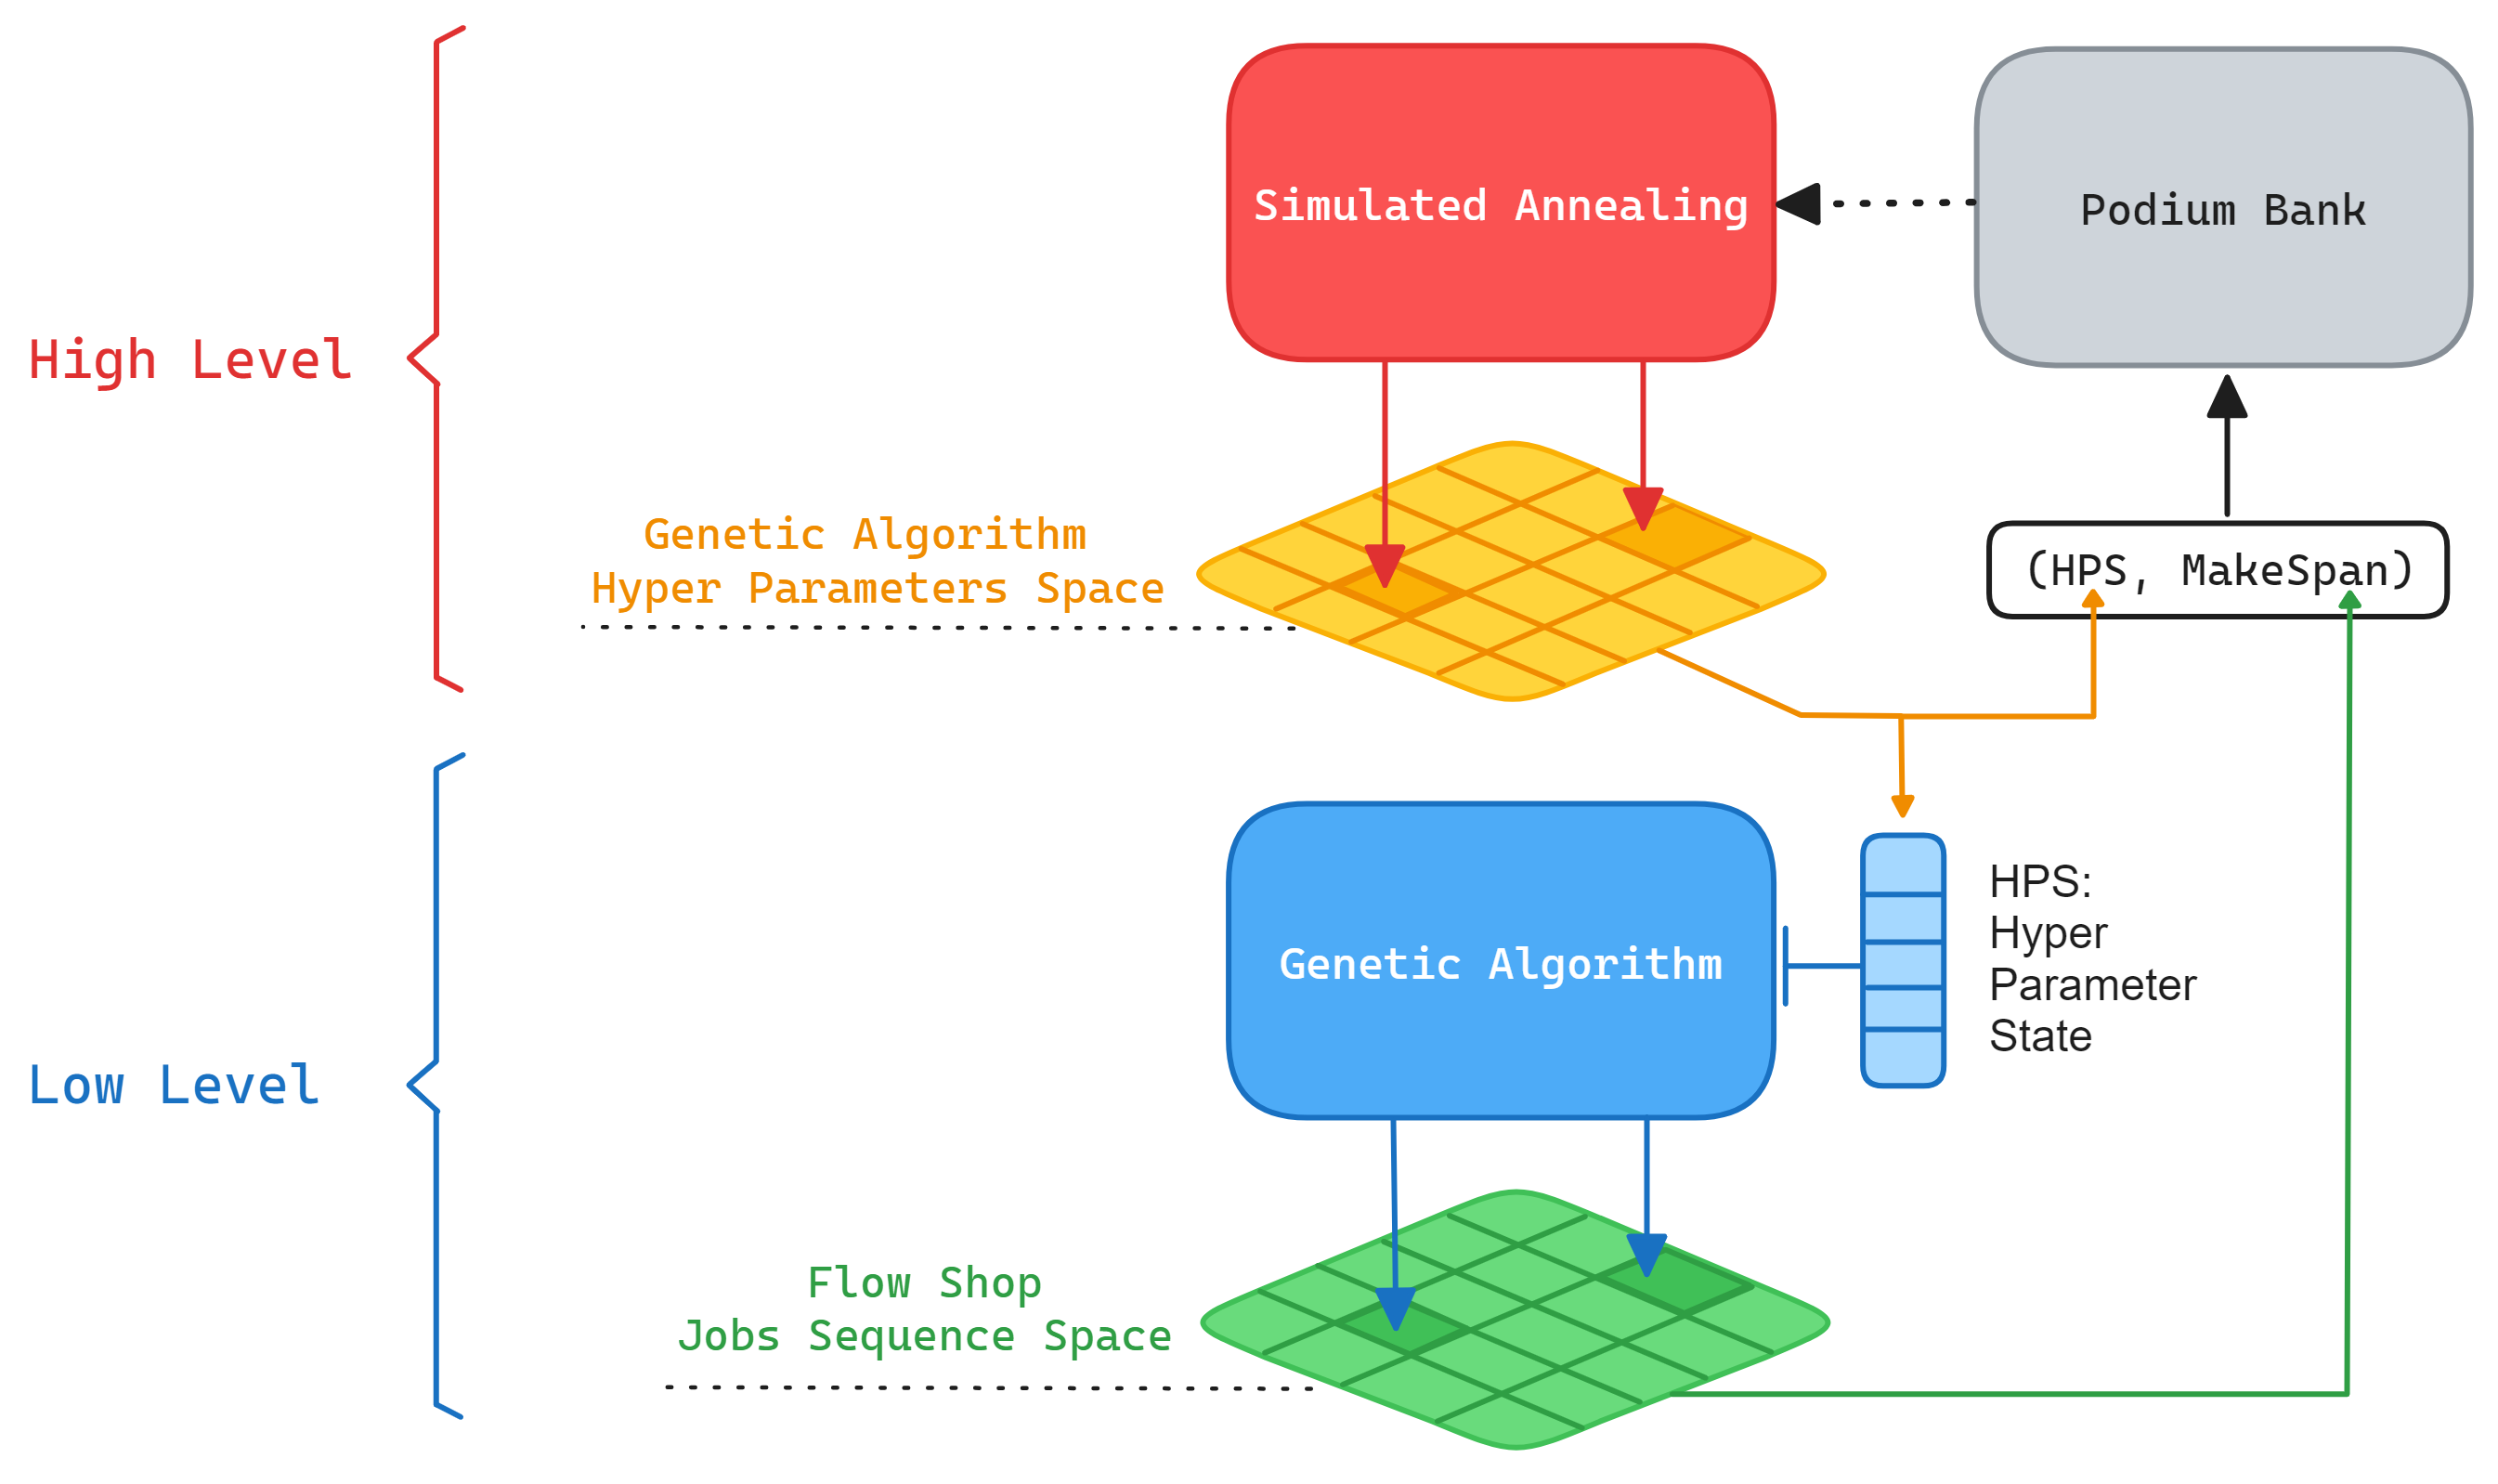 Simulated Annealing
Podium Bank
High Level
Genetic Algorithm
Hyper Parameters Space
(HPS, MakeSpan)
Genetic Algorithm
HPS:
Hyper
Parameter
State
Low Level
Flow Shop
Jobs Sequence Space